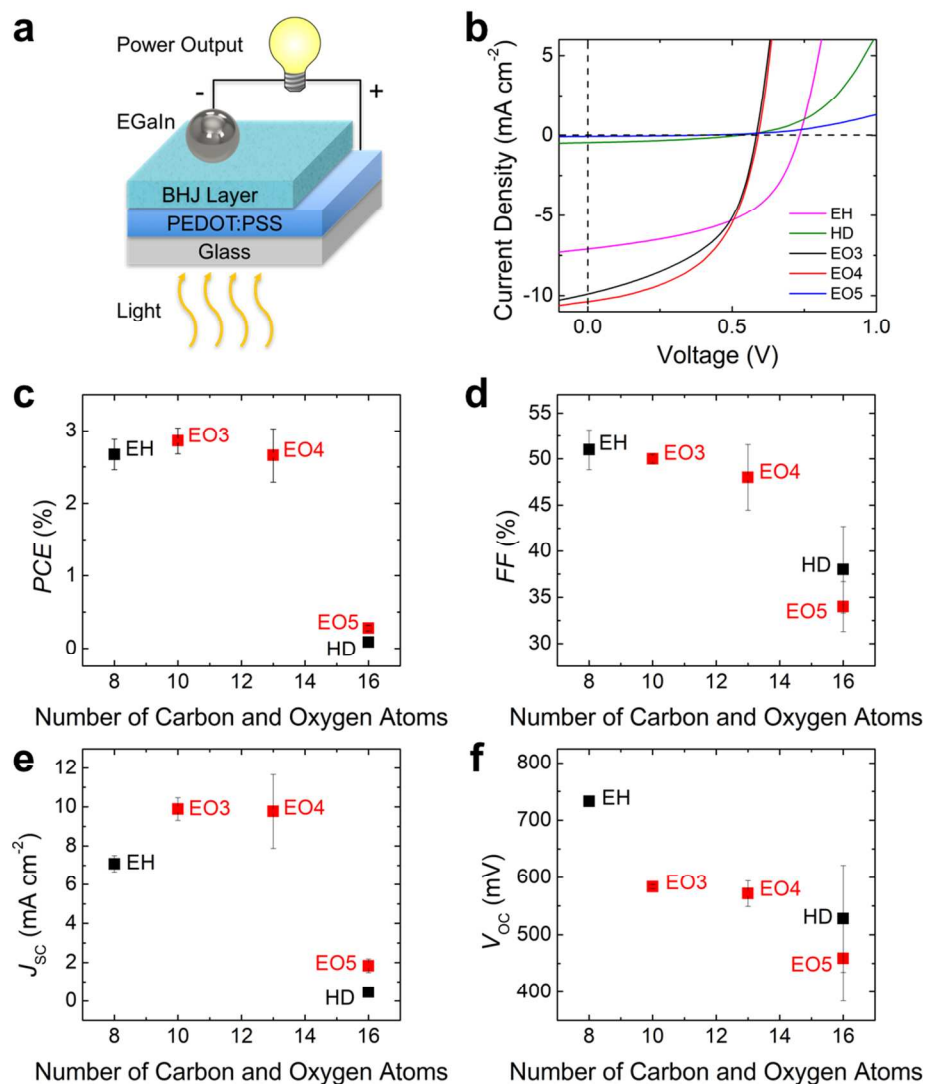 a
Power Output
EGaIn
-
+
BHJ Layer
PEDOT:PSS
Glass
Light
b
Current Density (mA cm-2)
5
0
-5
-10
EH
HD
EO3
EO4
EO5
0.0
0.5
1.0
Voltage (V)
c
PCE (%)
3
2
1
0
EH
EO3
EO4
EO5
HD
8
10
12
14
16
Number of Carbon and Oxygen Atoms
d
FF (%)
55
50
45
40
35
30
EH
EO3
EO4
HD
EO5
8
10
12
14
16
Number of Carbon and Oxygen Atoms
e
JSC (mA cm-2)
12
10
8
6
4
2
0
EH
EO3
EO4
EO5
HD
8
10
12
14
16
Number of Carbon and Oxygen Atoms
f
VOC (mV)
800
700
600
500
400
EH
EO3
EO4
HD
EO5
8
10
12
14
16
Number of Carbon and Oxygen Atoms